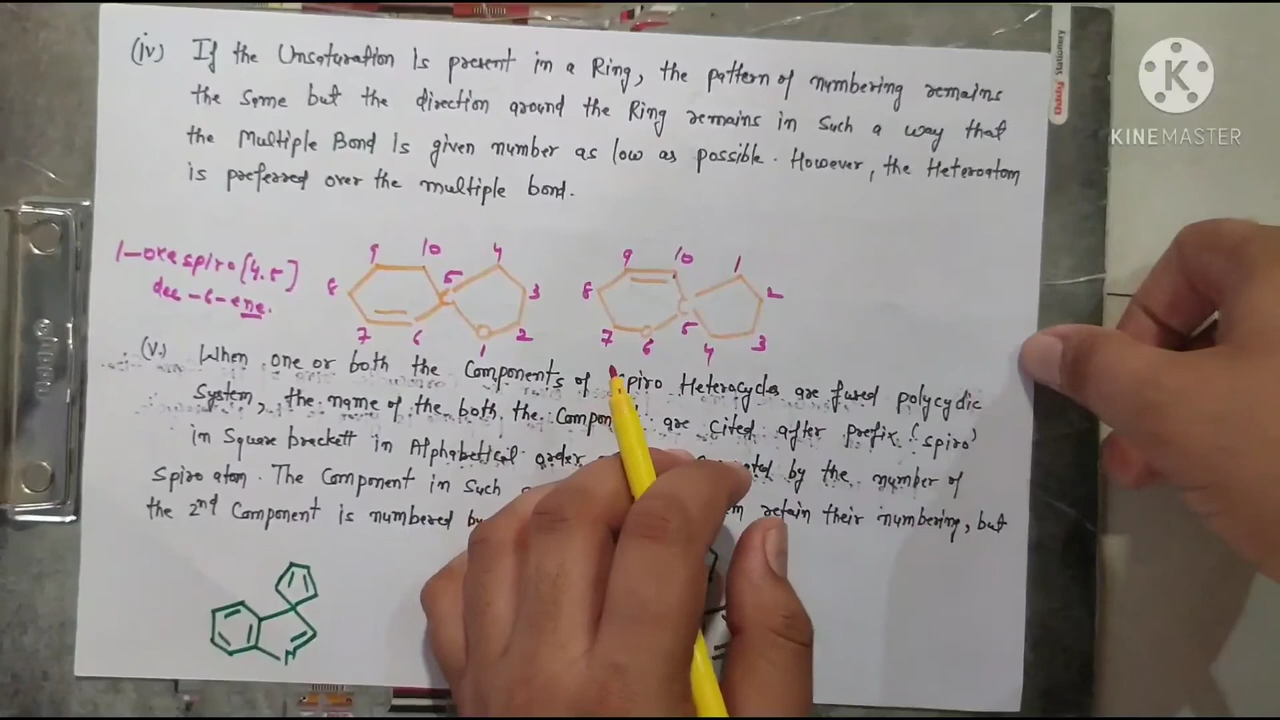 (iv) If the Unsaturation is present in a Ring, the pattern of numbering remains
the Same but the direction around the Ring remains in Such a way that
the Multiple Bond is given number as low as possible. However, the Heteroatom
is preferred over the multiple bond.
1-oxa spiro[4.5]
dec-6-ene.
9 10 5 4 3 2 1 6 7 8
O
9 10 1 2 3 4 5 6 7 8
C
O
(v.) When one or both the Components of Spiro Heterocycles are fused polycyclic
System, the name of the both the are cited after prefix 'spiro'
in Square brackett in Alphabetical order by the number of
Spiro atom. The Component in Such retain their numbering, but
the 2nd Component is numbered
N
K
KINEMASTER
Stationery